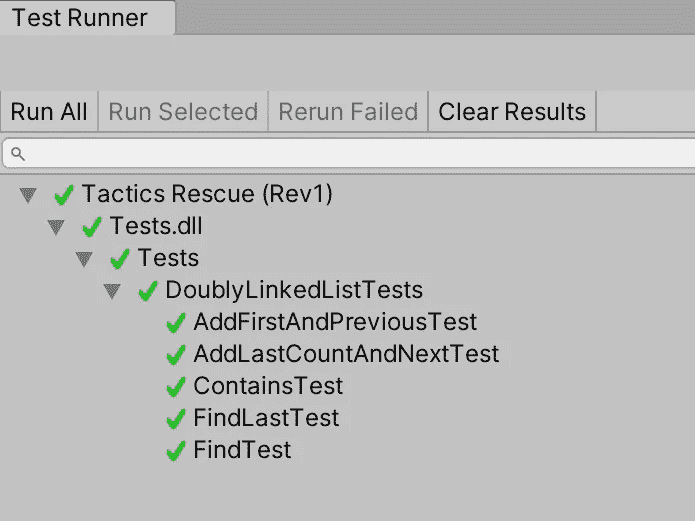 Test Runner
Run All Run Selected Rerun Failed Clear Results
Tactics Rescue (Rev1)
Tests.dll
Tests
DoublyLinkedListTests
AddFirstAndPreviousTest
AddLastCountAndNextTest
ContainsTest
FindLastTest
FindTest